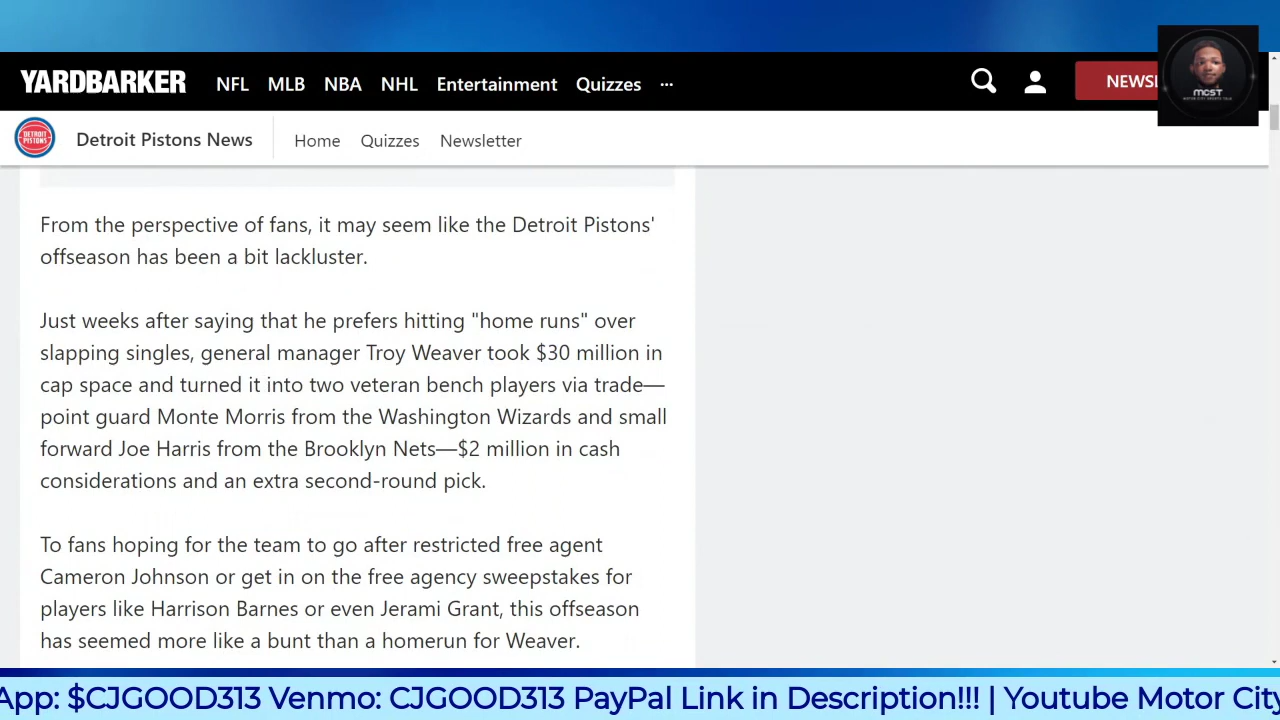 YARDBARKER NFL MLB NBA NHL Entertainment Quizzes ... NEWSL
MCST
MOTOR CITY SPORTS TALK
DETROIT PISTONS Detroit Pistons News Home Quizzes Newsletter
From the perspective of fans, it may seem like the Detroit Pistons'
offseason has been a bit lackluster.
Just weeks after saying that he prefers hitting "home runs" over
slapping singles, general manager Troy Weaver took $30 million in
cap space and turned it into two veteran bench players via trade—
point guard Monte Morris from the Washington Wizards and small
forward Joe Harris from the Brooklyn Nets—$2 million in cash
considerations and an extra second-round pick.
To fans hoping for the team to go after restricted free agent
Cameron Johnson or get in on the free agency sweepstakes for
players like Harrison Barnes or even Jerami Grant, this offseason
has seemed more like a bunt than a homerun for Weaver.
App: $CJGOOD313 Venmo: CJGOOD313 PayPal Link in Description!!! | Youtube Motor City